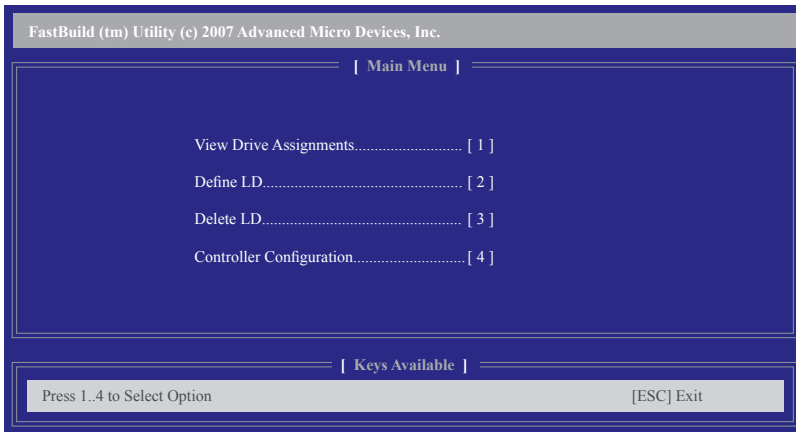 FastBuild (tm) Utility (c) 2007 Advanced Micro Devices, Inc.
[ Main Menu ]
View Drive Assignments........................... [ 1 ]
Define LD.................................................. [ 2 ]
Delete LD.................................................. [ 3 ]
Controller Configuration............................[ 4 ]
[ Keys Available ]
Press 1..4 to Select Option [ESC] Exit